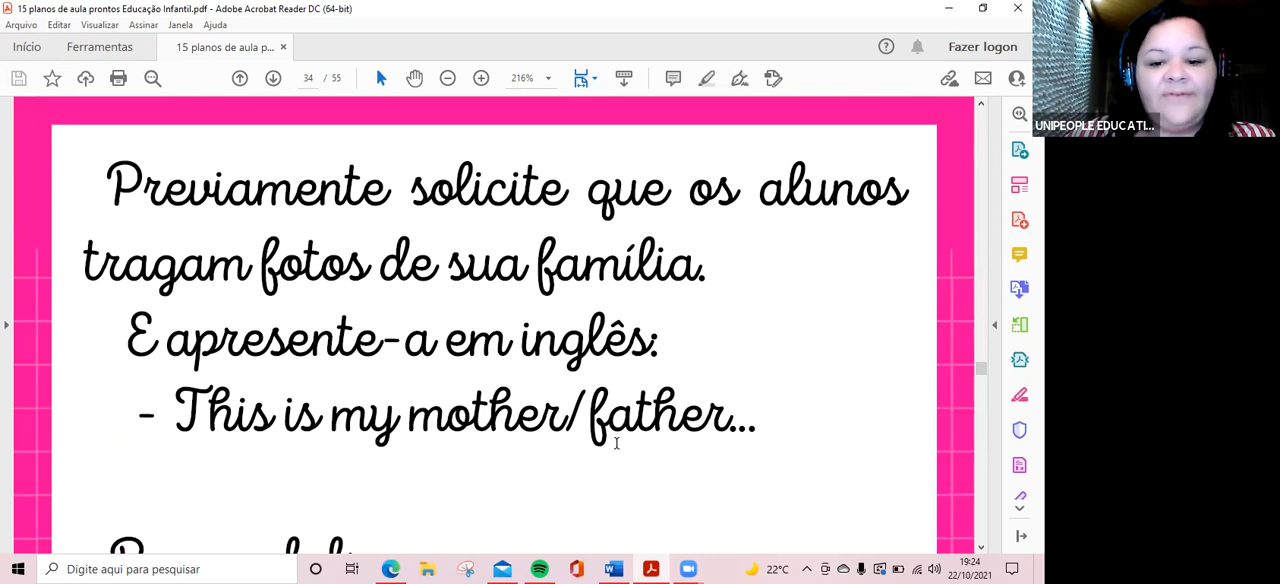 15 planos de aula prontos Educação Infantil.pdf - Adobe Acrobat Reader DC (64-bit)
Arquivo Editar Visualizar Assinar Janela Ajuda
Início Ferramentas 15 planos de aula p... Fazer logon
34 / 55 216%
UNIPEOPLE EDUCATI...
Previamente solicite que os alunos
tragam fotos de sua família.
E apresente-a em inglês:
- This is my mother/father...
Digite aqui para pesquisar
22°C
19:24
22/10/2021